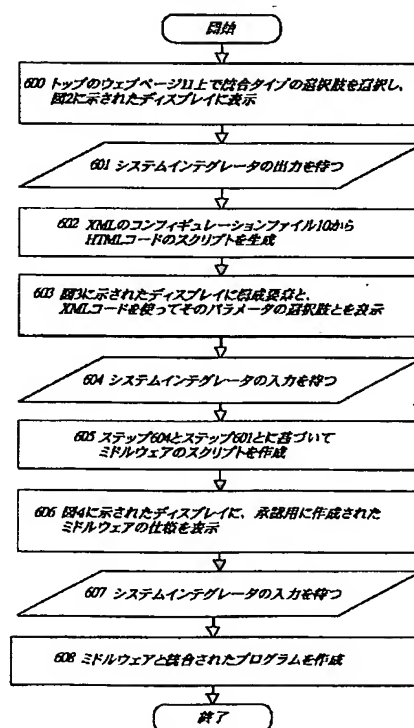 開始
600 トップのウェブページ11上で統合タイプの選択肢を選択し、
図2に示されたディスプレイに表示
601 システムインテグレータの出力を待つ
602 XMLのコンフィギュレーションファイル10から
HTMLコードのスクリプトを生成
603 図3に示されたディスプレイに構成要素と、
XMLコードを使ってそのパラメータの選択肢とを表示
604 システムインテグレータの入力を待つ
605 ステップ604とステップ601とに基づいて
ミドルウェアのスクリプトを作成
606 図4に示されたディスプレイに、承認用に作成された
ミドルウェアの仕様を表示
607 システムインテグレータの入力を待つ
608 ミドルウェアと統合されたプログラムを作成
終了